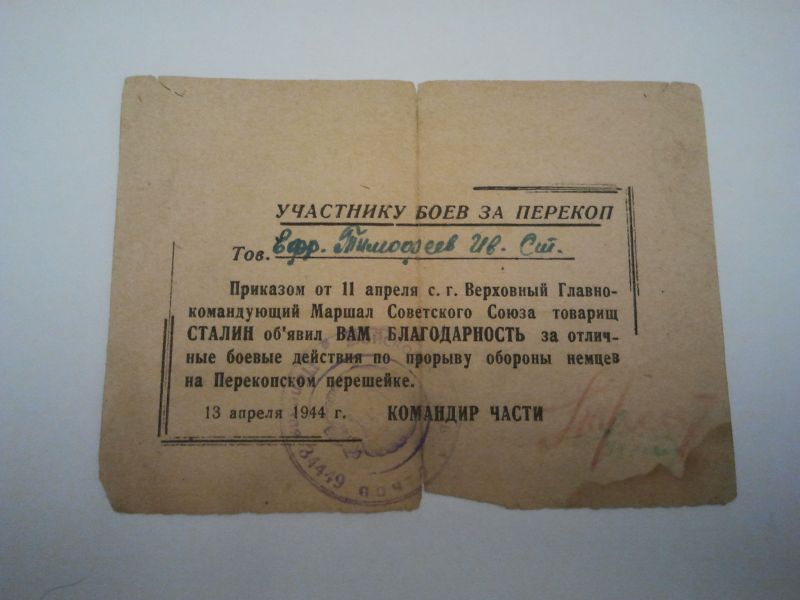 УЧАСТНИКУ БОЕВ ЗА ПЕРЕКОП
Тов. Ефр. Тимофеев Ив. Ст.
Приказом от 11 апреля с. г. Верховный Главно-
командующий Маршал Советского Союза товарищ
СТАЛИН об'явил ВАМ БЛАГОДАРНОСТЬ за отлич-
ные боевые действия по прорыву обороны немцев
на Перекопском перешейке.
13 апреля 1944 г. КОМАНДИР ЧАСТИ
84449